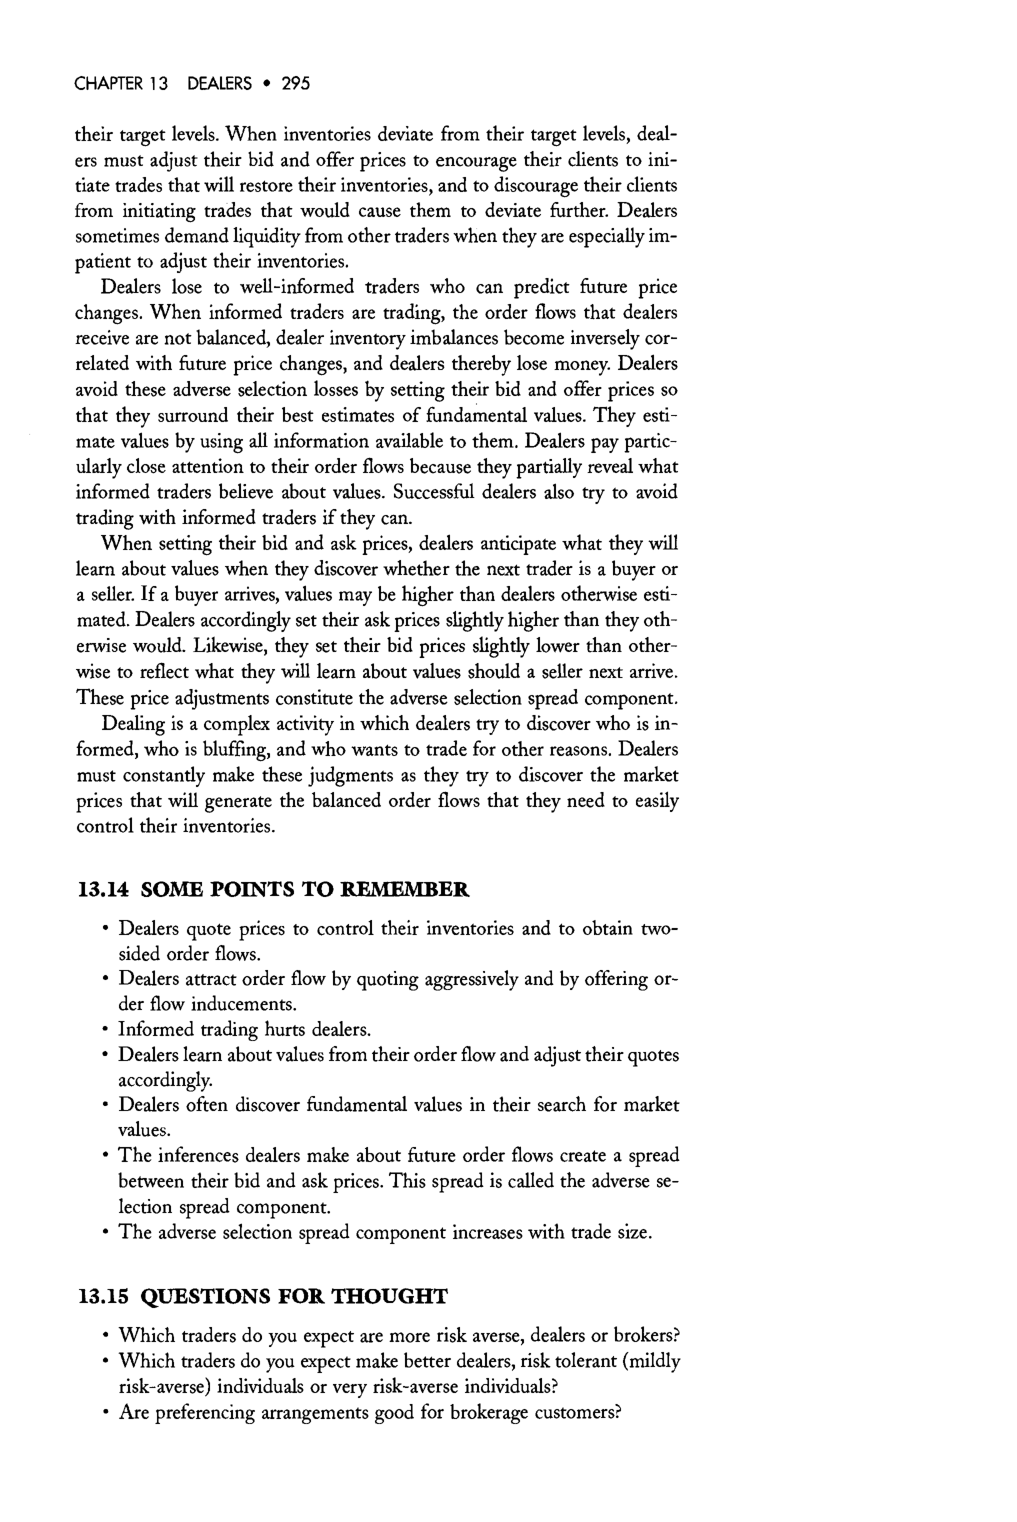 CHAPTER 13 DEALERS • 295
their target levels. When inventories deviate from their target levels, deal-
ers must adjust their bid and offer prices to encourage their clients to ini-
tiate trades that will restore their inventories, and to discourage their clients
from initiating trades that would cause them to deviate further. Dealers
sometimes demand liquidity from other traders when they are especially im-
patient to adjust their inventories.
Dealers lose to well-informed traders who can predict future price
changes. When informed traders are trading, the order flows that dealers
receive are not balanced, dealer inventory imbalances become inversely cor-
related with future price changes, and dealers thereby lose money. Dealers
avoid these adverse selection losses by setting their bid and offer prices so
that they surround their best estimates of fundamental values. They esti-
mate values by using all information available to them. Dealers pay partic-
ularly close attention to their order flows because they partially reveal what
informed traders believe about values. Successful dealers also try to avoid
trading with informed traders if they can.
When setting their bid and ask prices, dealers anticipate what they will
learn about values when they discover whether the next trader is a buyer or
a seller. If a buyer arrives, values may be higher than dealers otherwise esti-
mated. Dealers accordingly set their ask prices slightly higher than they oth-
erwise would. Likewise, they set their bid prices slightly lower than other-
wise to reflect what they will learn about values should a seller next arrive.
These price adjustments constitute the adverse selection spread component.
Dealing is a complex activity in which dealers try to discover who is in-
formed, who is bluffing, and who wants to trade for other reasons. Dealers
must constantly make these judgments as they try to discover the market
prices that will generate the balanced order flows that they need to easily
control their inventories.
13.14 SOME POINTS TO REMEMBER
• Dealers quote prices to control their inventories and to obtain two-
sided order flows.
• Dealers attract order flow by quoting aggressively and by offering or-
der flow inducements.
• Informed trading hurts dealers.
• Dealers learn about values from their order flow and adjust their quotes
accordingly.
• Dealers often discover fundamental values in their search for market
values.
• The inferences dealers make about future order flows create a spread
between their bid and ask prices. This spread is called the adverse se-
lection spread component.
• The adverse selection spread component increases with trade size.
13.15 QUESTIONS FOR THOUGHT
• Which traders do you expect are more risk averse, dealers or brokers?
• Which traders do you expect make better dealers, risk tolerant (mildly
risk-averse) individuals or very risk-averse individuals?
• Are preferencing arrangements good for brokerage customers?